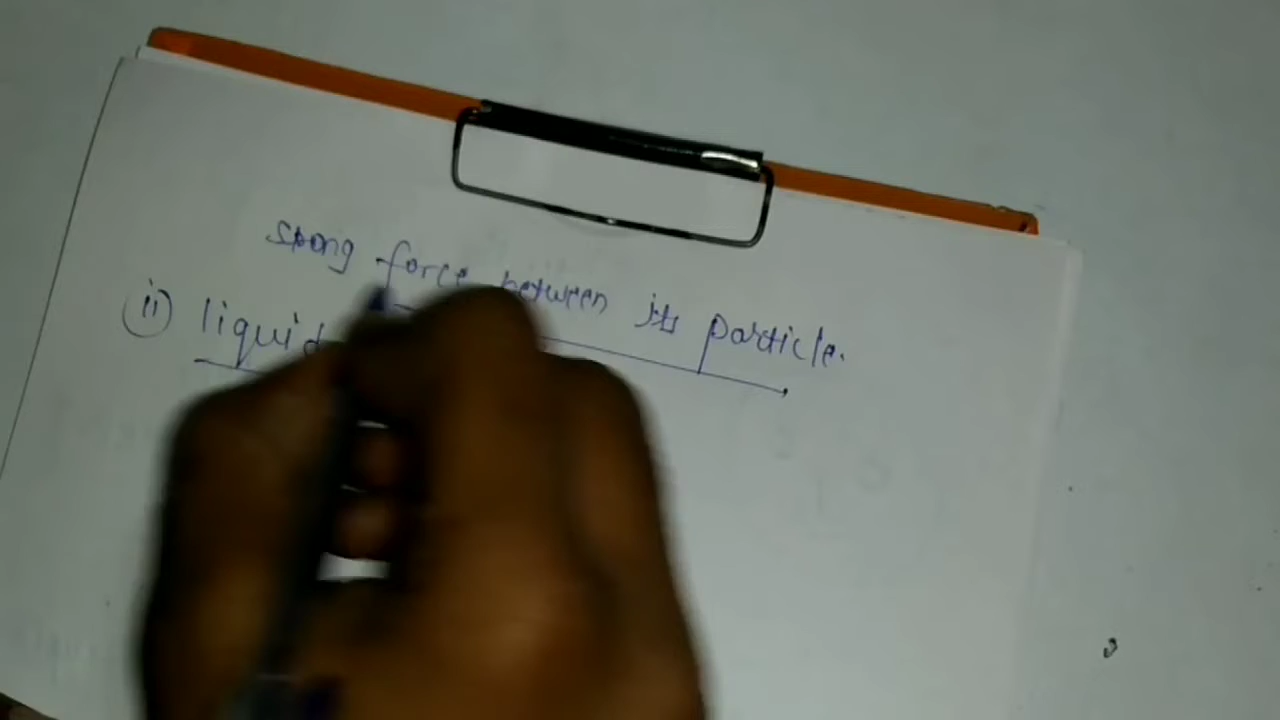 strong force between its particle.
(ii) liquid